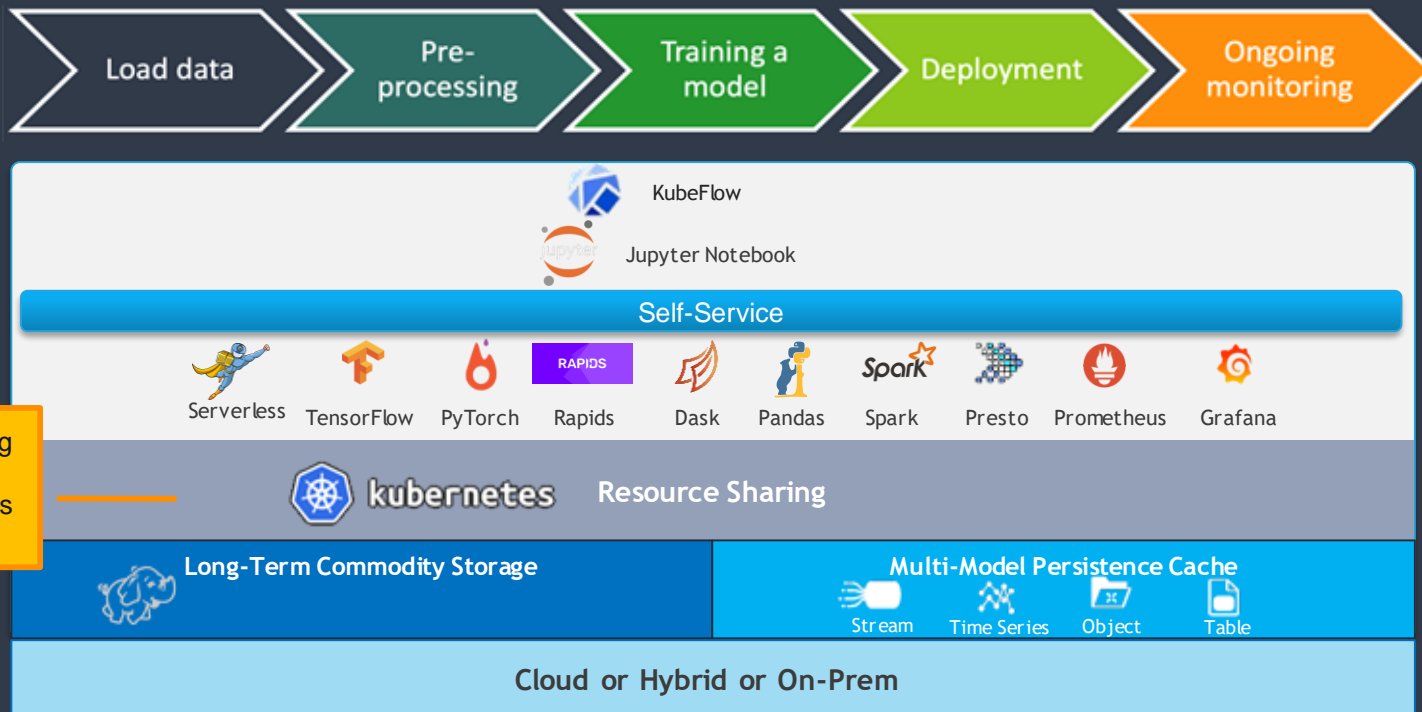 Load data
Pre-
processing
Training a
model
Deployment
Ongoing
monitoring
KubeFlow
jupyter
Jupyter Notebook
Self-Service
RAPIDS
Spark
Serverless
TensorFlow
PyTorch
Rapids
Dask
Pandas
Spark
Presto
Prometheus
Grafana
g
s
kubernetes
Resource Sharing
Long-Term Commodity Storage
Multi-Model Persistence Cache
Stream
Time Series
Object
Table
Cloud or Hybrid or On-Prem